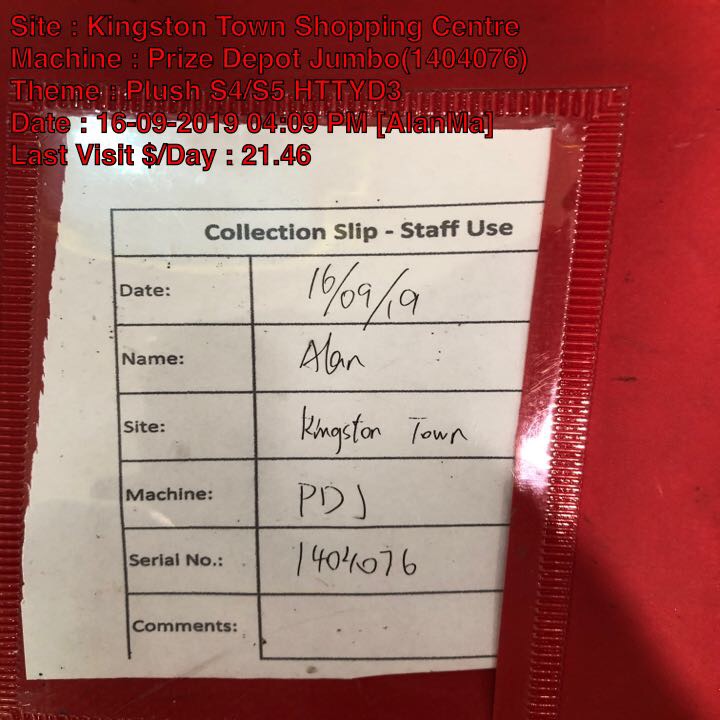 Site : Kingston Town Shopping Centre
Machine : Prize Depot Jumbo(1404076)
Theme : Plush S4/S5 HTTYD3
Date : 16-09-2019 04:09 PM [AlanMa]
Last Visit $/Day : 21.46
Collection Slip - Staff Use
Date: 16/09/19
Name: Alan
Site: Kingston Town
Machine: PDJ
Serial No.: 1404076
Comments: